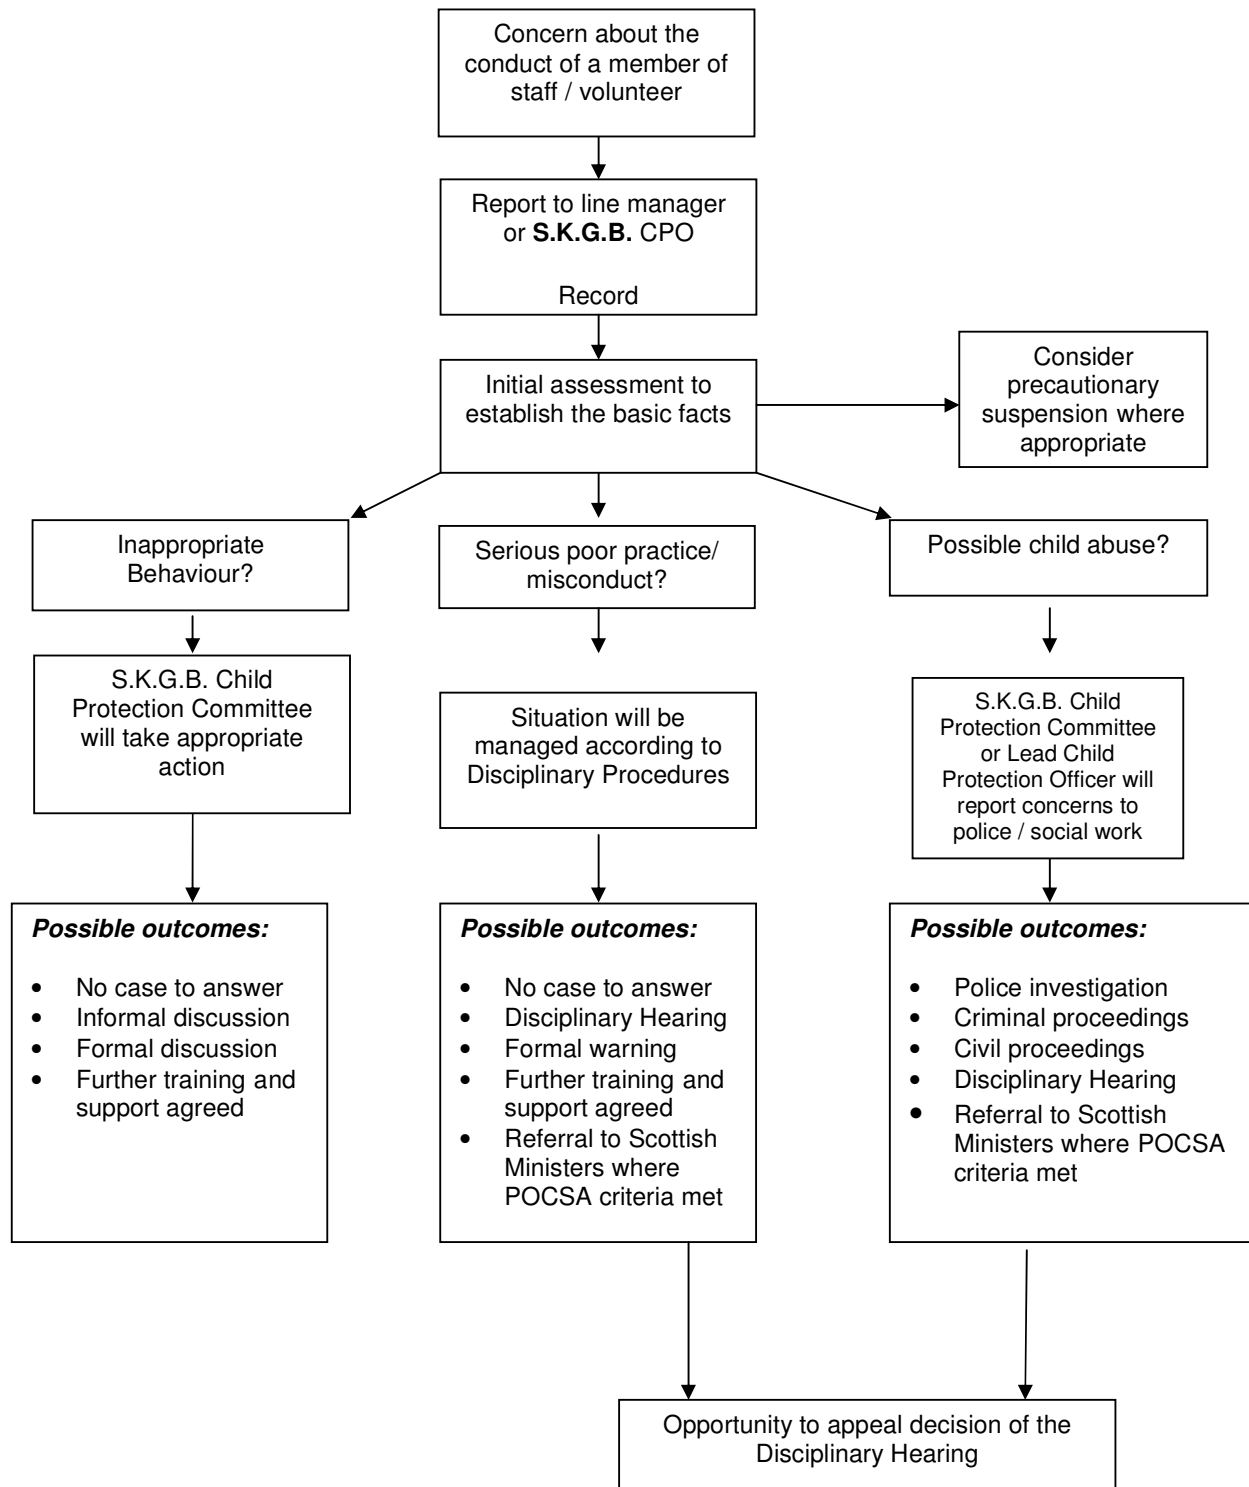 Concern about the
conduct of a member of
staff / volunteer
Report to line manager
or S.K.G.B. CPO
Record
Initial assessment to
establish the basic facts
Consider
precautionary
suspension where
appropriate
Inappropriate
Behaviour?
Serious poor practice/
misconduct?
Possible child abuse?
S.K.G.B. Child
Protection Committee
will take appropriate
action
Situation will be
managed according to
Disciplinary Procedures
S.K.G.B. Child
Protection Committee
or Lead Child
Protection Officer will
report concerns to
police / social work
Possible outcomes:
• No case to answer
• Informal discussion
• Formal discussion
• Further training and
support agreed
Possible outcomes:
• No case to answer
• Disciplinary Hearing
• Formal warning
• Further training and
support agreed
• Referral to Scottish
Ministers where
POCSA criteria met
Possible outcomes:
• Police investigation
• Criminal proceedings
• Civil proceedings
• Disciplinary Hearing
• Referral to Scottish
Ministers where POCSA
criteria met
Opportunity to appeal decision of the
Disciplinary Hearing